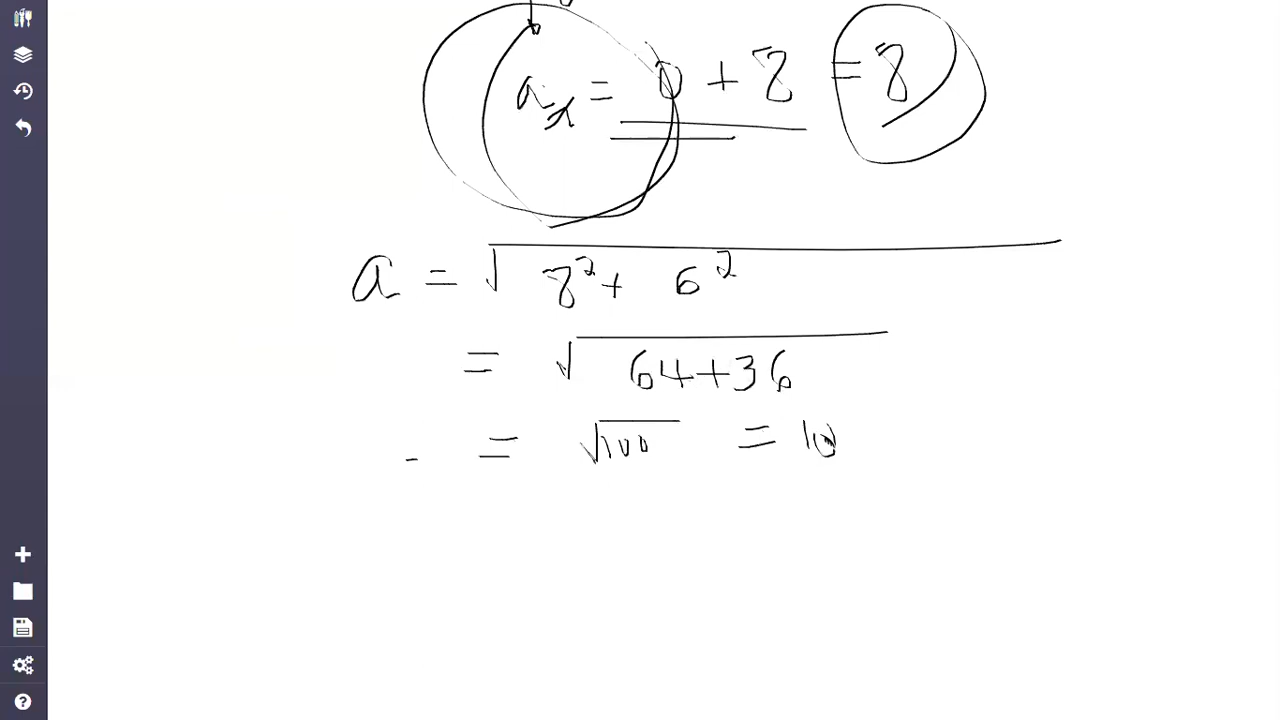 aₓ = 0 + 8 = 8
a = √ 8² + 6²
= √ 64+36
= √100 = 10